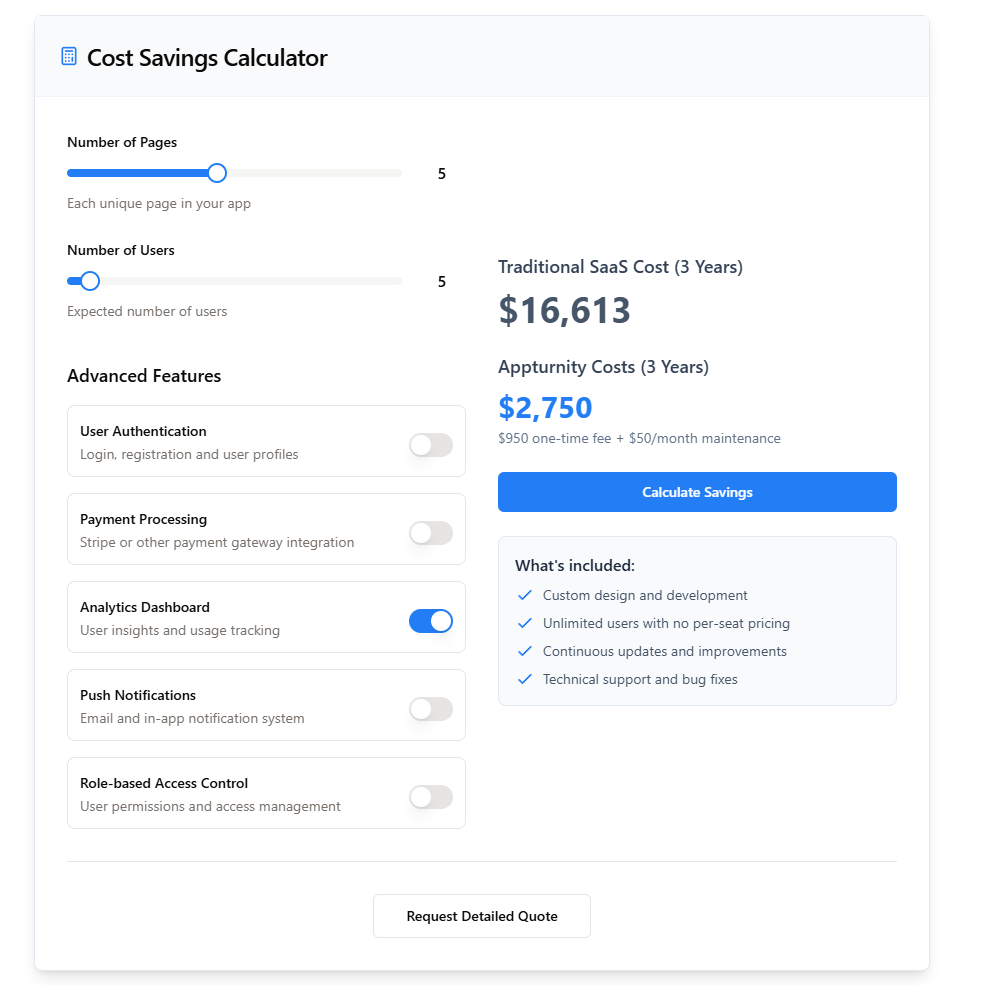 Cost Savings Calculator
Number of Pages
5
Each unique page in your app
Number of Users
5
Expected number of users
Advanced Features
User Authentication
Login, registration and user profiles
Payment Processing
Stripe or other payment gateway integration
Analytics Dashboard
User insights and usage tracking
Push Notifications
Email and in-app notification system
Role-based Access Control
User permissions and access management
Traditional SaaS Cost (3 Years)
$16,613
Appturnity Costs (3 Years)
$2,750
$950 one-time fee + $50/month maintenance
Calculate Savings
What's included:
Custom design and development
Unlimited users with no per-seat pricing
Continuous updates and improvements
Technical support and bug fixes
Request Detailed Quote